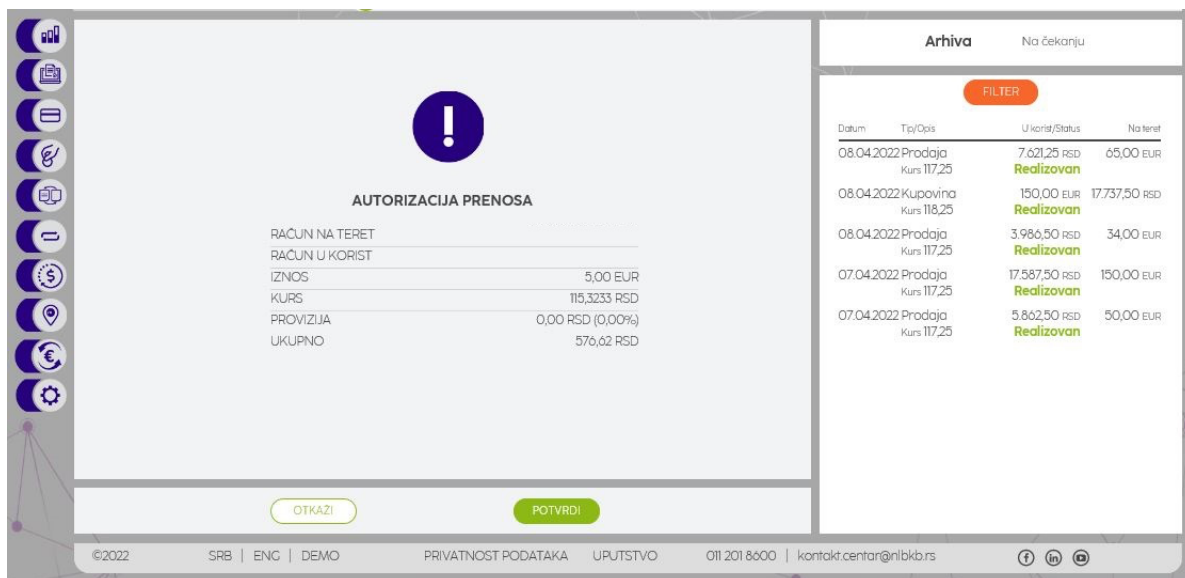 Arhiva Na čekanju
FILTER
Datum Tip/Opis U korist/Status Na teret
08.04.2022 Prodaja 7.621,25 RSD 65,00 EUR
Kurs 117,25 Realizovan
08.04.2022 Kupovina 150,00 EUR 17.737,50 RSD
Kurs 118,25 Realizovan
08.04.2022 Prodaja 3.986,50 RSD 34,00 EUR
Kurs 117,25 Realizovan
07.04.2022 Prodaja 17.587,50 RSD 150,00 EUR
Kurs 117,25 Realizovan
07.04.2022 Prodaja 5.862,50 RSD 50,00 EUR
Kurs 117,25 Realizovan
!
AUTORIZACIJA PRENOSA
RAČUN NA TERET
RAČUN U KORIST
IZNOS 5,00 EUR
KURS 115,3233 RSD
PROVIZIJA 0,00 RSD (0,00%)
UKUPNO 576,62 RSD
OTKAŽI POTVRDI
©2022 SRB | ENG | DEMO PRIVATNOST PODATAKA UPUTSTVO 011 201 8600 | kontakt.centar@nlbkb.rs